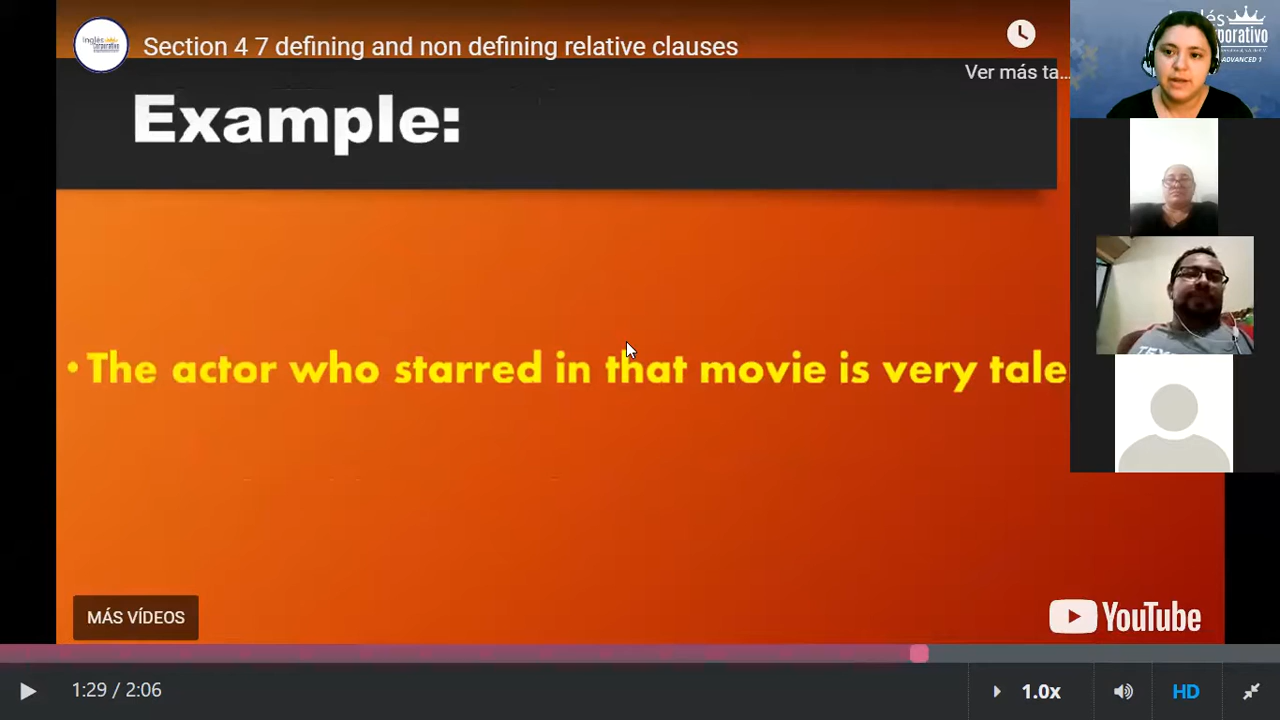 Section 4 7 defining and non defining relative clauses
Ver más ta...
Example:
• The actor who starred in that movie is very tale
MÁS VÍDEOS
YouTube
1:29 / 2:06
1.0x
HD
ADVANCED 1